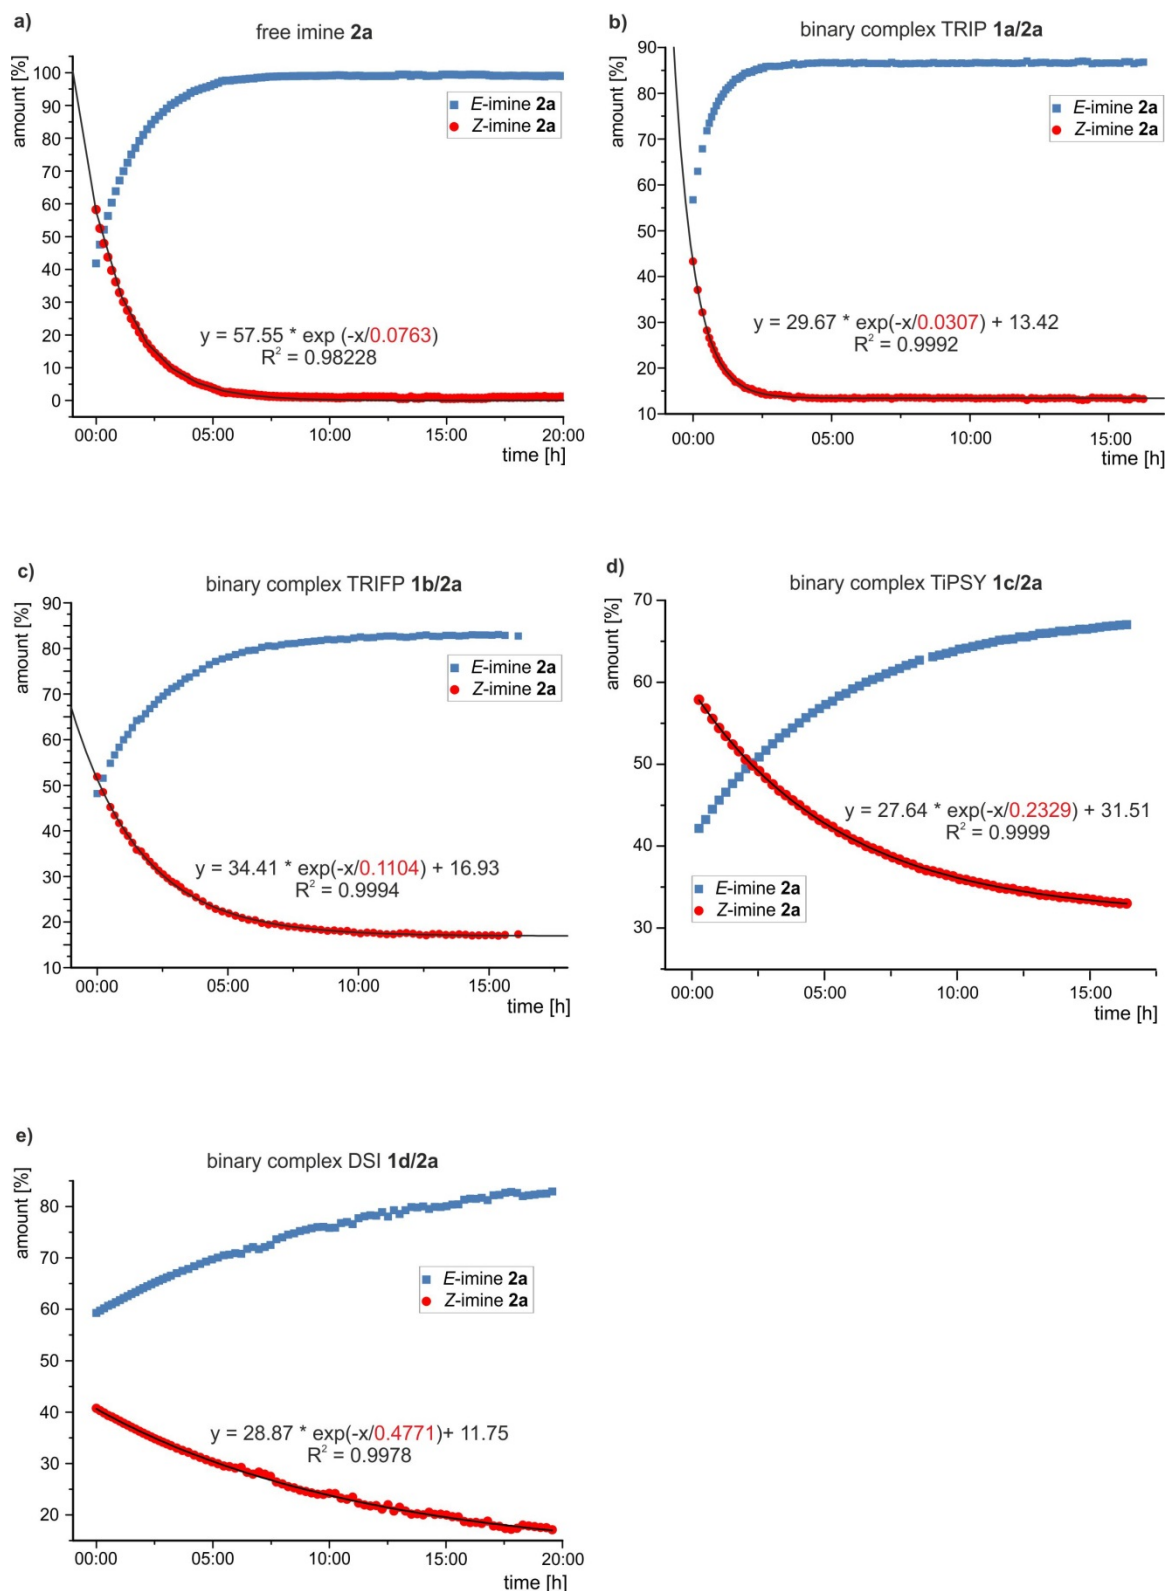 a)
free imine 2a
amount [%]
100
90
80
70
60
50
40
30
20
10
0
E-imine 2a
Z-imine 2a
y = 57.55 * exp (-x/0.0763)
R² = 0.98228
00:00 05:00 10:00 15:00 20:00
time [h]
b)
binary complex TRIP 1a/2a
amount [%]
90
80
70
60
50
40
30
20
10
E-imine 2a
Z-imine 2a
y = 29.67 * exp(-x/0.0307) + 13.42
R² = 0.9992
00:00 05:00 10:00 15:00
time [h]
c)
binary complex TRIFP 1b/2a
amount [%]
90
80
70
60
50
40
30
20
10
E-imine 2a
Z-imine 2a
y = 34.41 * exp(-x/0.1104) + 16.93
R² = 0.9994
00:00 05:00 10:00 15:00
time [h]
d)
binary complex TiPSY 1c/2a
amount [%]
70
60
50
40
30
y = 27.64 * exp(-x/0.2329) + 31.51
R² = 0.9999
E-imine 2a
Z-imine 2a
00:00 05:00 10:00 15:00
time [h]
e)
binary complex DSI 1d/2a
amount [%]
80
70
60
50
40
30
20
E-imine 2a
Z-imine 2a
y = 28.87 * exp(-x/0.4771)+ 11.75
R² = 0.9978
00:00 05:00 10:00 15:00 20:00
time [h]